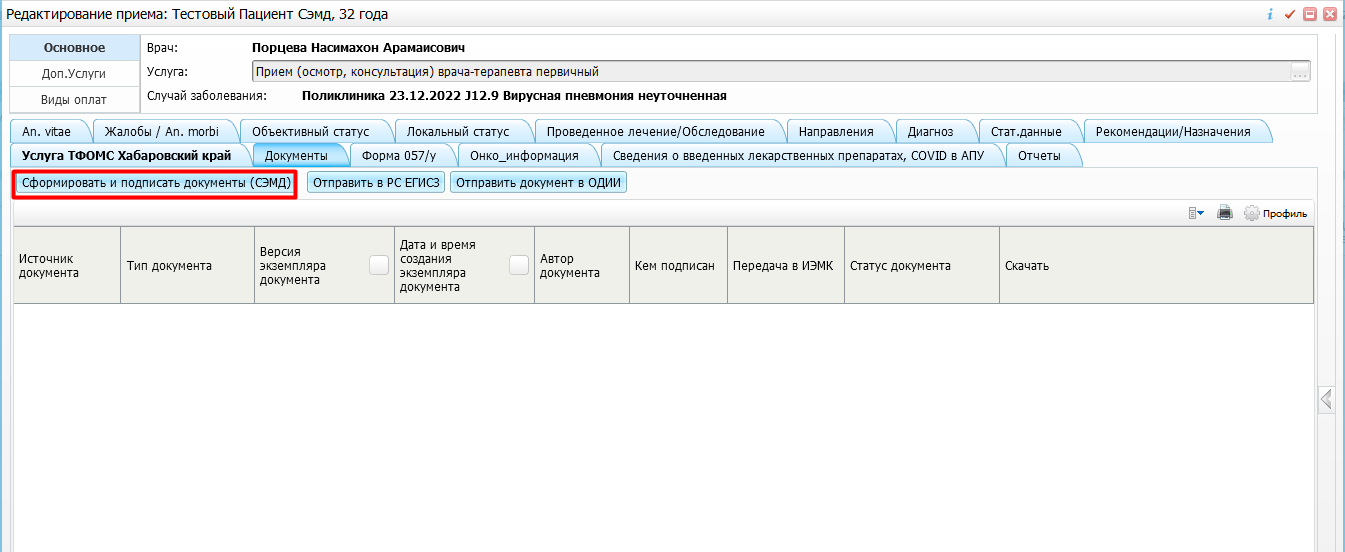 Редактирование приема: Тестовый Пациент Сэмд, 32 года
Основное
Врач: Порцева Насимахон Арамаисович
Доп.Услуги
Услуга: Прием (осмотр, консультация) врача-терапевта первичный ...
Виды оплат
Случай заболевания: Поликлиника 23.12.2022 J12.9 Вирусная пневмония неуточненная
An. vitae Жалобы / An. morbi Объективный статус Локальный статус Проведенное лечение/Обследование Направления Диагноз Стат.данные Рекомендации/Назначения
Услуга ТФОМС Хабаровский край Документы Форма 057/у Онко_информация Сведения о введенных лекарственных препаратах, COVID в АПУ Отчеты
Сформировать и подписать документы (СЭМД) Отправить в РС ЕГИСЗ Отправить документ в ОДИИ
Профиль
Источник
документа
Тип документа
Версия
экземпляра
документа
Дата и время
создания
экземпляра
документа
Автор
документа
Кем подписан
Передача в ИЭМК
Статус документа
Скачать